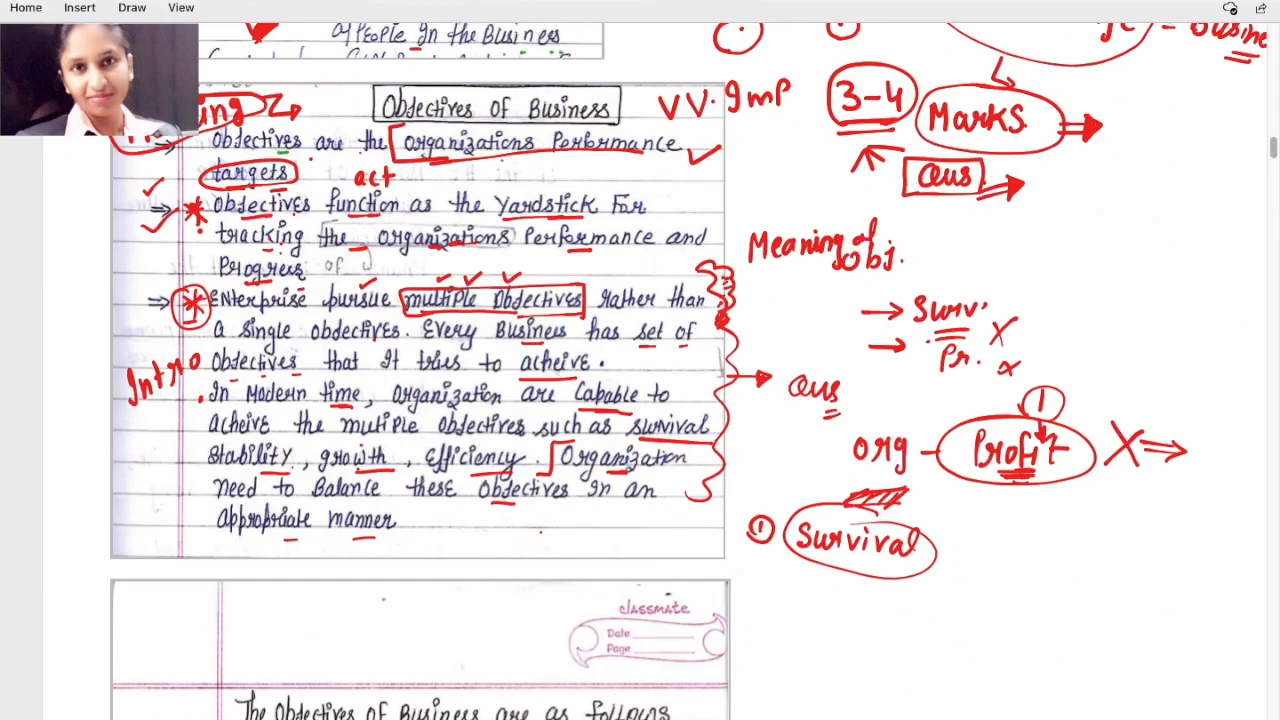 Home Insert Draw View
of People In the Business
Objectives of Business
VV. Imp
3-4
Marks
ans
Objectives are the Organizations Performance
targets
act
Objectives function as the Yardstick For
tracking the organizations Performance and
Progress of
Enterprise pursue multiple Objectives rather than
a single objectives. Every Business has set of
Objectives that It tries to acheive.
Intro
In Modern time, Organization are Capable to
acheive the multiple objectives such as survival
stability, growth, efficiency. Organization
need to Balance these Objectives In an
appropriate manner
Meaning of
Obj.
→ Surv.
→ Pr.
ans
1
org - Profit X
① Survival
classmate
Date
Page
The Objectives of Business are as follows